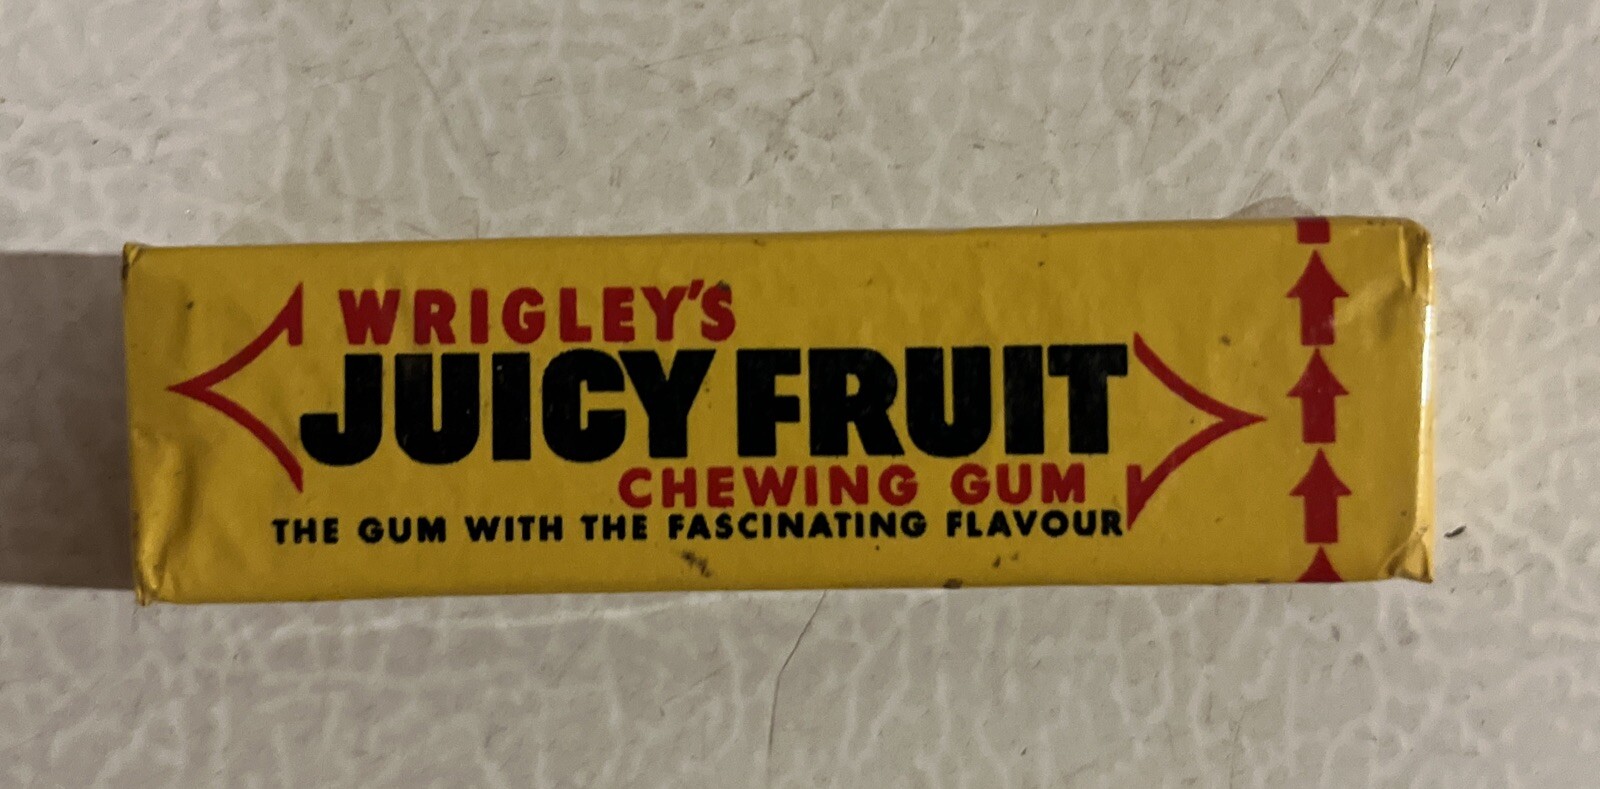 WRIGLEY'S
JUICY FRUIT
CHEWING GUM
THE GUM WITH THE FASCINATING FLAVOUR